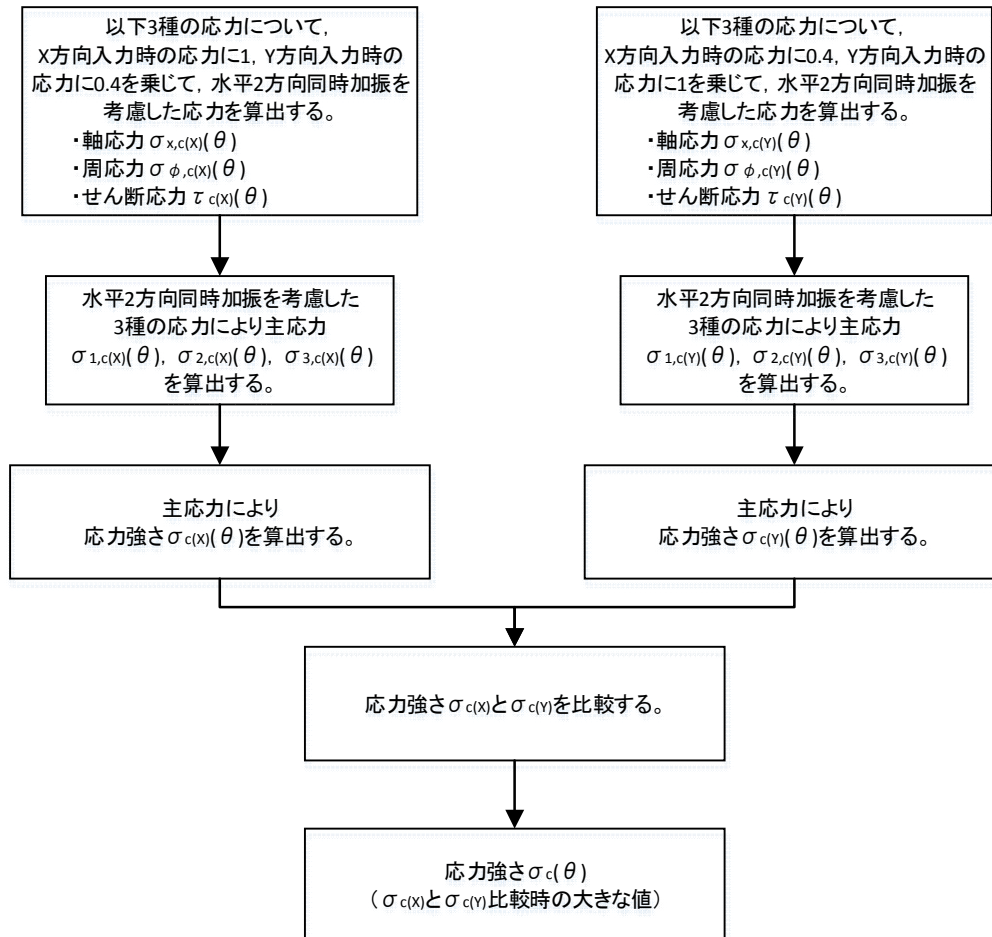 以下3種の応力について,
X方向入力時の応力に1, Y方向入力時の
応力に0.4を乗じて, 水平2方向同時加振を
考慮した応力を算出する。
・軸応力σx,c(X)(θ)
・周応力σφ,c(X)(θ)
・せん断応力τc(X)(θ)
以下3種の応力について,
X方向入力時の応力に0.4, Y方向入力時の
応力に1を乗じて, 水平2方向同時加振を
考慮した応力を算出する。
・軸応力σx,c(Y)(θ)
・周応力σφ,c(Y)(θ)
・せん断応力τc(Y)(θ)
水平2方向同時加振を考慮した
3種の応力により主応力
σ1,c(X)(θ), σ2,c(X)(θ), σ3,c(X)(θ)
を算出する。
水平2方向同時加振を考慮した
3種の応力により主応力
σ1,c(Y)(θ), σ2,c(Y)(θ), σ3,c(Y)(θ)
を算出する。
主応力により
応力強さσc(X)(θ)を算出する。
主応力により
応力強さσc(Y)(θ)を算出する。
応力強さσc(X)とσc(Y)を比較する。
応力強さσc(θ)
(σc(X)とσc(Y)比較時の大きな値)